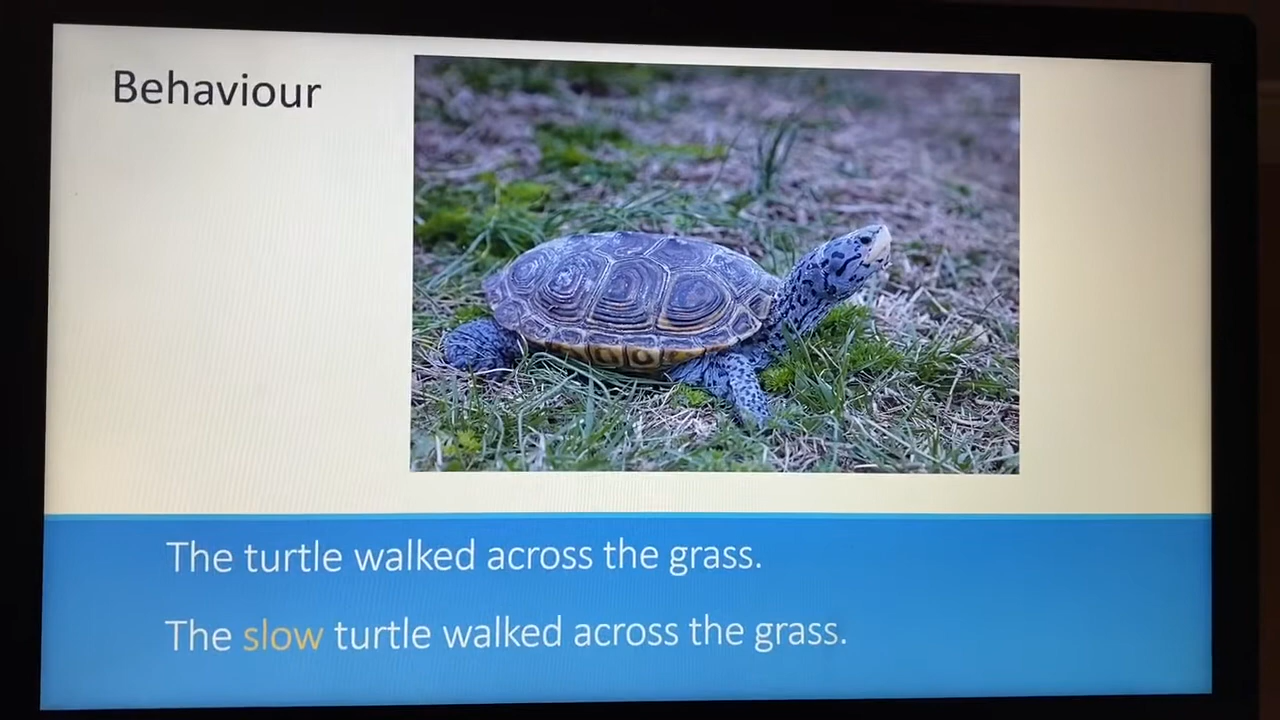 Behaviour
The turtle walked across the grass.
The slow turtle walked across the grass.